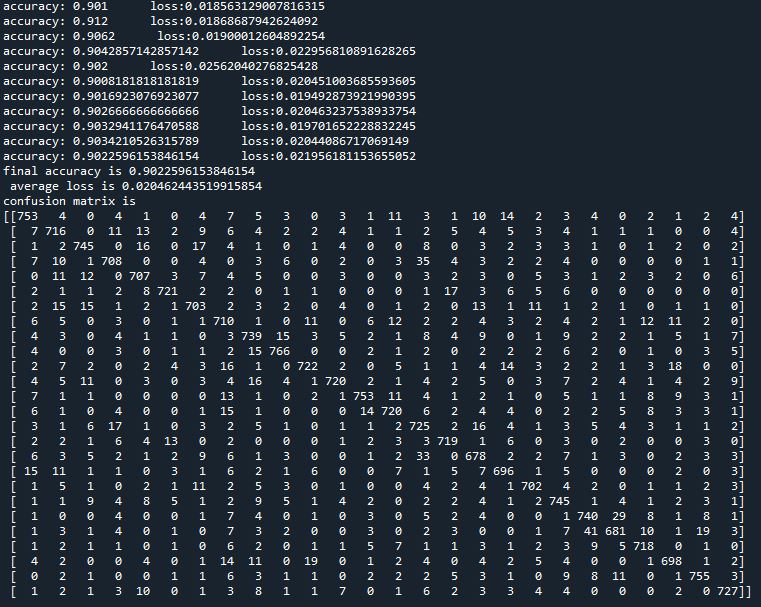 accuracy: 0.901 loss:0.018563129007816315
accuracy: 0.912 loss:0.01868687942624092
accuracy: 0.9062 loss:0.01900012604892254
accuracy: 0.9042857142857142 loss:0.022956810891628265
accuracy: 0.902 loss:0.02562040276825428
accuracy: 0.9008181818181819 loss:0.020451003685593605
accuracy: 0.9016923076923077 loss:0.019492873921990395
accuracy: 0.9026666666666666 loss:0.020463237538933754
accuracy: 0.9032941176470588 loss:0.019701652228832245
accuracy: 0.9034210526315789 loss:0.02044086717069149
accuracy: 0.9022596153846154 loss:0.021956181153655052
final accuracy is 0.9022596153846154
average loss is 0.020462443519915854
confusion matrix is
[[753 4 0 4 1 0 4 7 5 3 0 3 1 11 3 1 10 14 2 3 4 0 2 1 2 4]
[ 7 716 0 11 13 2 9 6 4 2 2 4 1 1 2 5 4 5 3 4 1 1 1 0 0 4]
[ 1 2 745 0 16 0 17 4 1 0 1 4 0 0 8 0 3 2 3 3 1 0 1 2 0 2]
[ 7 10 1 708 0 0 4 0 3 6 0 2 0 3 35 4 3 2 2 4 0 0 0 0 1 1]
[ 0 11 12 0 707 3 7 4 5 0 0 3 0 0 3 2 3 0 5 3 1 2 3 2 0 6]
[ 2 1 1 2 8 721 2 2 0 1 1 0 0 0 1 17 3 6 5 6 0 0 0 0 0 0]
[ 2 15 15 1 2 1 703 2 3 2 0 4 0 1 2 0 13 1 11 1 2 1 0 1 1 0]
[ 6 5 0 3 0 1 1 710 1 0 11 0 6 12 2 2 4 3 2 4 2 1 12 11 2 0]
[ 4 3 0 4 1 1 0 3 739 15 3 5 2 1 8 4 9 0 1 9 2 2 1 5 1 7]
[ 4 0 0 3 0 1 1 2 15 766 0 0 2 1 2 0 2 2 2 6 2 0 1 0 3 5]
[ 2 7 2 0 2 4 3 16 1 0 722 2 0 5 1 1 4 14 3 2 2 1 3 18 0 0]
[ 4 5 11 0 3 0 3 4 16 4 1 720 2 1 4 2 5 0 3 7 2 4 1 4 2 9]
[ 7 1 1 0 0 0 0 13 1 0 2 1 753 11 4 1 2 1 0 5 1 1 8 9 3 1]
[ 6 1 0 4 0 0 1 15 1 0 0 0 14 720 6 2 4 4 0 2 2 5 8 3 3 1]
[ 3 1 6 17 1 0 3 2 5 1 0 1 1 2 725 2 16 4 1 3 5 4 3 1 1 2]
[ 2 2 1 6 4 13 0 2 0 0 0 1 2 3 3 719 1 6 0 3 0 0 2 0 3 0]
[ 6 3 5 2 1 2 9 6 1 3 0 0 1 2 33 0 678 2 2 7 1 3 0 2 3 3]
[ 15 11 1 1 0 3 1 6 2 1 6 0 0 7 1 5 7 696 1 5 0 0 0 2 0 3]
[ 1 5 1 0 2 1 11 2 5 3 0 1 0 0 4 2 4 1 702 4 2 0 1 1 2 3]
[ 1 1 9 4 8 5 1 2 9 5 1 4 2 0 2 2 4 1 2 745 1 4 1 2 3 1]
[ 1 0 0 4 0 0 1 7 4 0 1 0 3 0 5 2 4 0 0 1 740 29 8 1 8 1]
[ 1 3 1 4 0 1 0 7 3 2 0 0 3 0 2 3 0 0 1 7 41 681 10 1 19 3]
[ 1 2 1 1 0 1 0 6 2 0 1 1 5 7 1 1 3 1 2 3 9 5 718 0 1 0]
[ 4 2 0 0 4 0 1 14 11 0 19 0 1 2 4 0 4 2 5 4 0 0 1 698 1 2]
[ 0 2 1 0 0 1 1 6 3 1 1 0 2 2 2 5 3 1 0 9 8 11 0 1 755 3]
[ 1 2 1 3 10 0 1 3 8 1 1 7 0 1 6 2 3 3 4 4 0 0 0 2 0 727]]